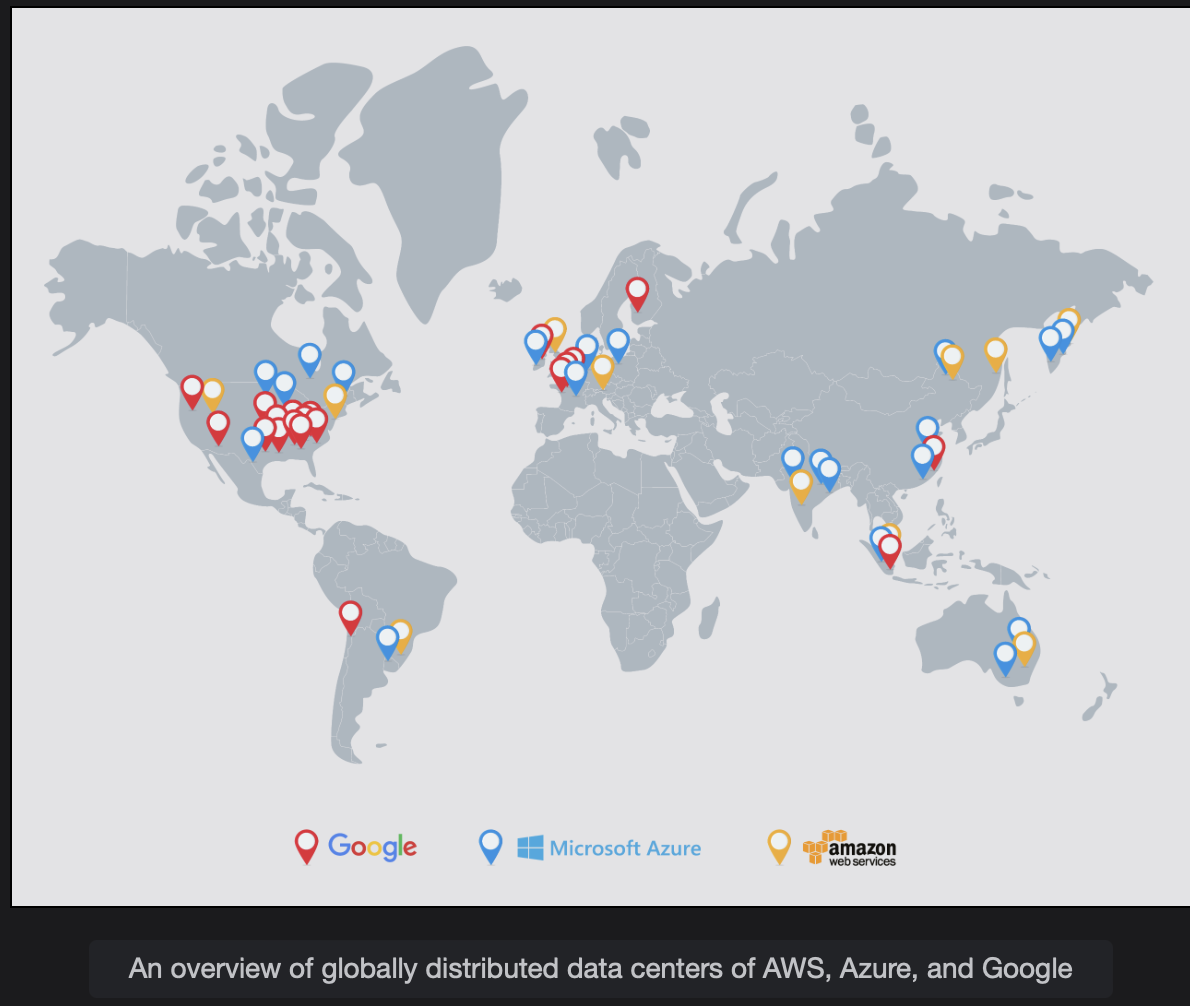 Google
Microsoft Azure
amazon
web services
An overview of globally distributed data centers of AWS, Azure, and Google